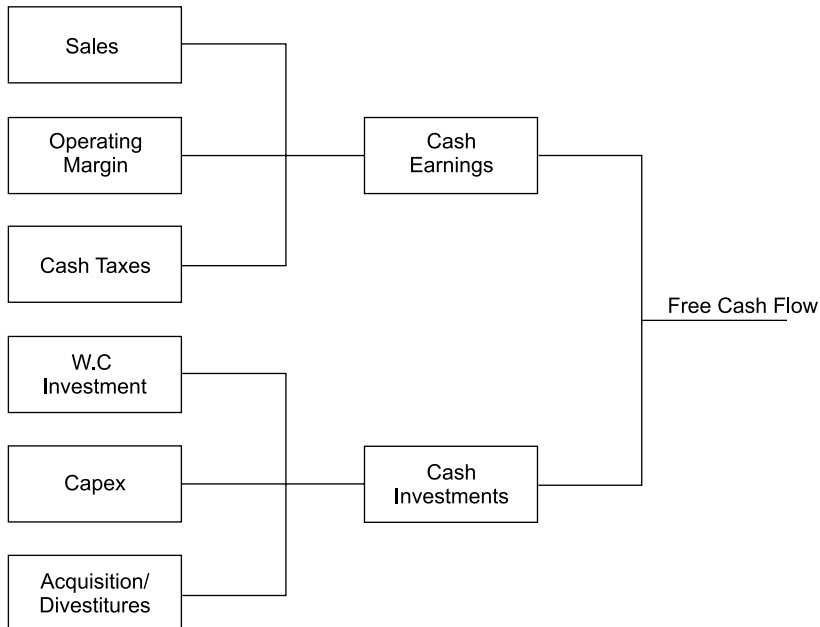 Sales
Operating
Margin
Cash Taxes
W.C
Investment
Capex
Acquisition/
Divestitures
Cash
Earnings
Cash
Investments
Free Cash Flow